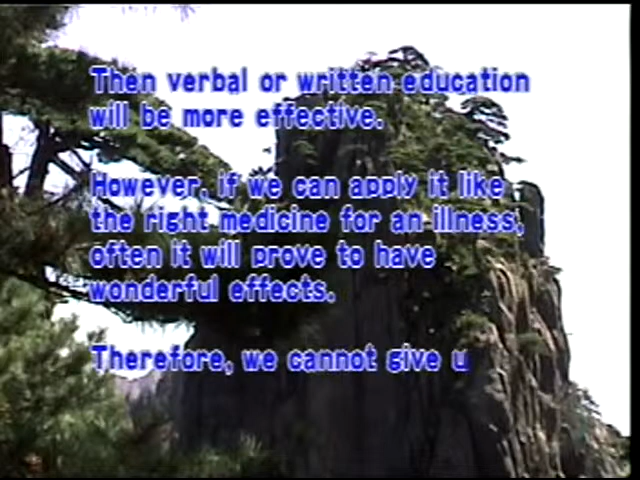 Then verbal or written education
will be more effective.
However, if we can apply it like
the right medicine for an illness,
often it will prove to have
wonderful effects.
Therefore, we cannot give u